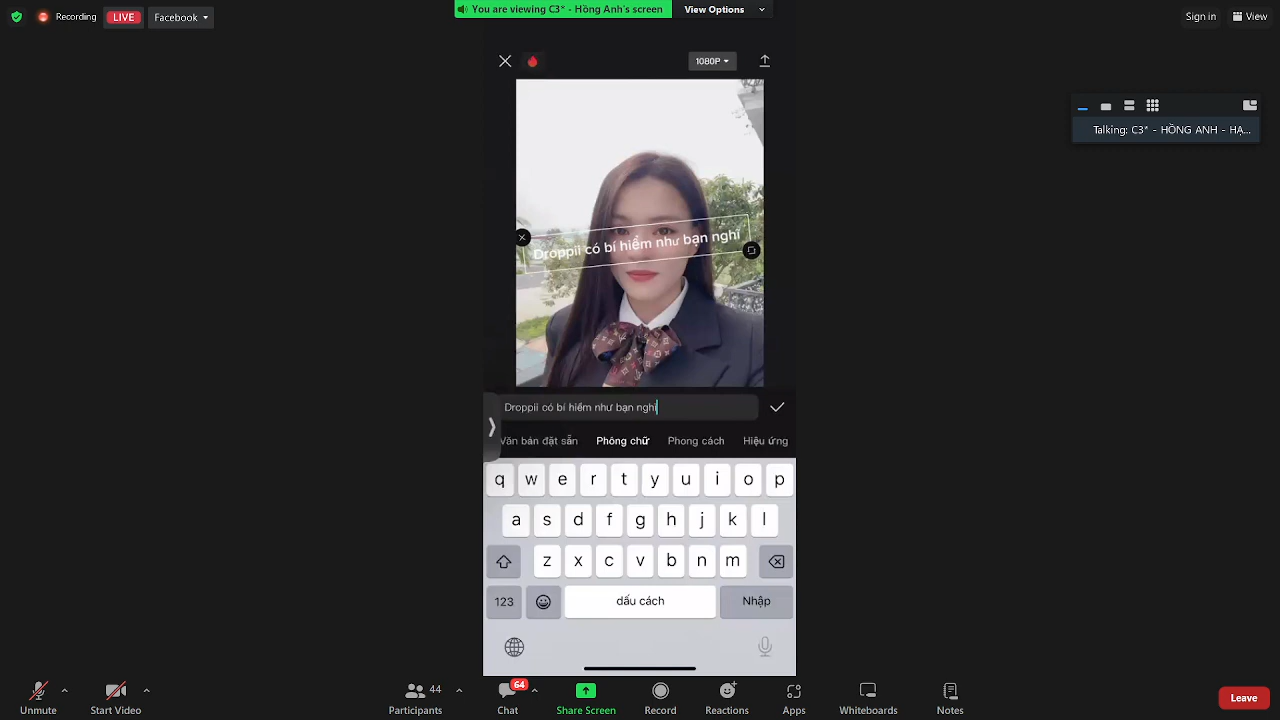 Recording
LIVE
Facebook
You are viewing C3* - Hồng Anh's screen
View Options
Sign in
View
1080P
Talking: C3* - HỒNG ANH - HẠ...
Droppii có bí hiểm như bạn nghĩ
Droppii có bí hiểm như bạn nghĩ
Văn bản đặt sẵn
Phông chữ
Phong cách
Hiệu ứng
q w e r t y u i o p
a s d f g h j k l
z x c v b n m
123
dấu cách
Nhập
Unmute
Start Video
44
Participants
64
Chat
Share Screen
Record
Reactions
Apps
Whiteboards
Notes
Leave